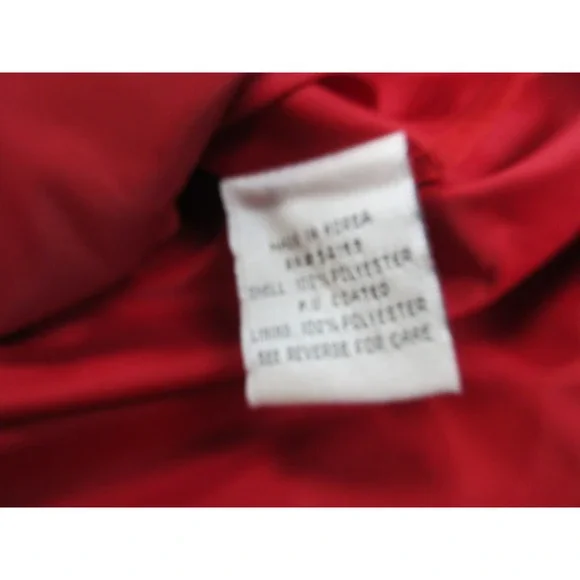 MADE IN KOREA
SHELL 100% POLYESTER
P.U COATED
LINING 100% POLYESTER
SEE REVERSE FOR CARE